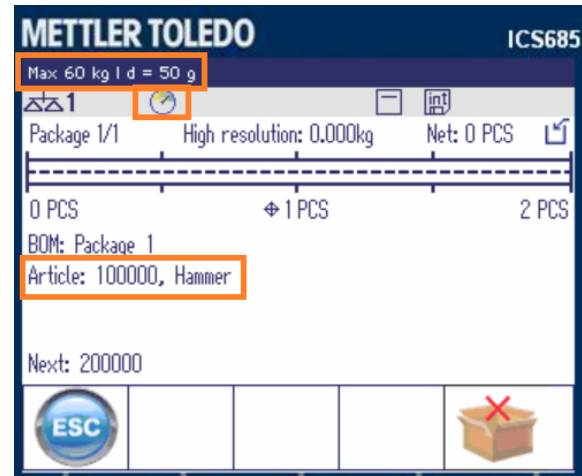 METTLER TOLEDO
ICS685
Max 60 kg | d = 50 g
1 int
Package 1/1 High resolution: 0.000kg Net: 0 PCS
0 PCS 1 PCS 2 PCS
BOM: Package 1
Article: 100000, Hammer
Next: 200000
ESC